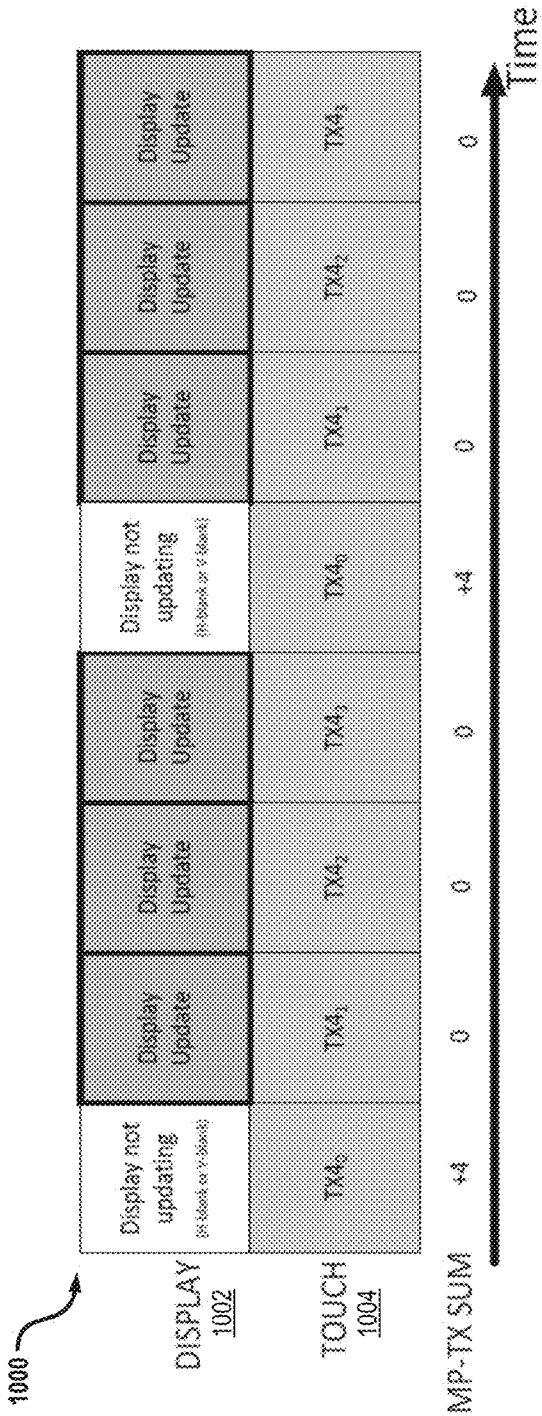 1000
DISPLAY
1002
Display not
updating
(H-blank or V-blank)
Display
Update
Display
Update
Display
Update
Display not
updating
(H-blank or V-blank)
Display
Update
Display
Update
Display
Update
TOUCH
1004
TX4₀
TX4₁
TX4₂
TX4₃
TX4₀
TX4₁
TX4₂
TX4₃
MP-TX SUM
+4 0 0 0 +4 0 0 0
Time